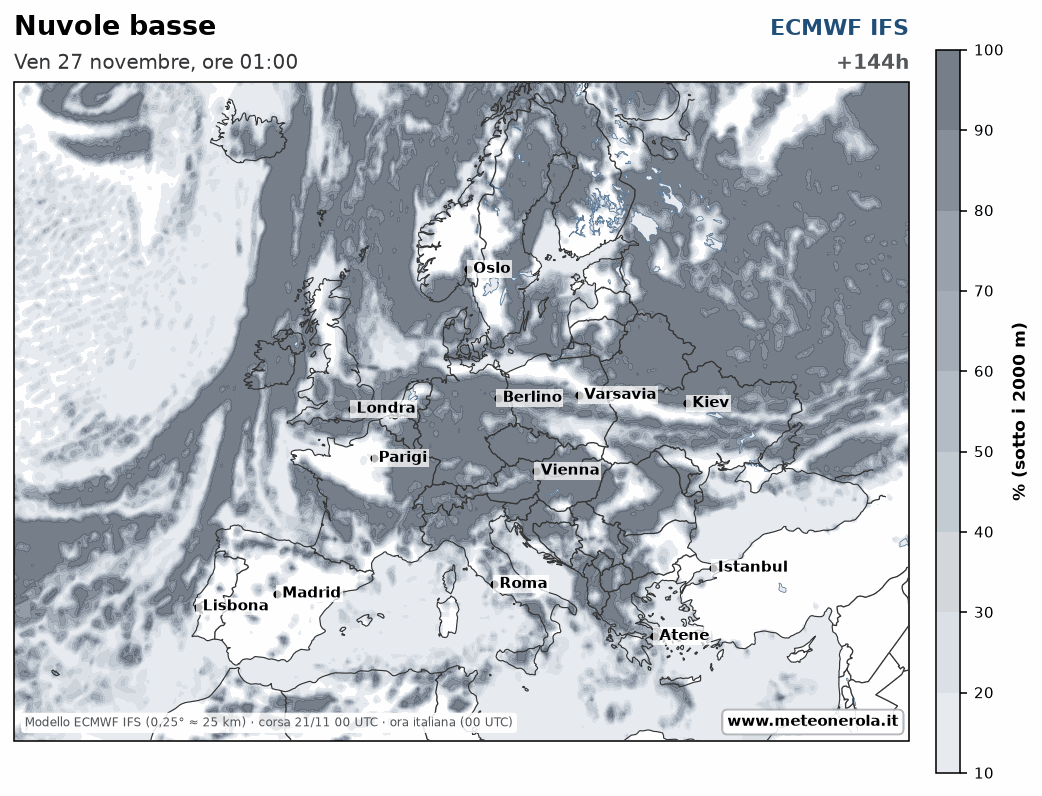 Nuvole basse
ECMWF IFS
Ven 27 novembre, ore 01:00
+144h
Oslo
Berlino
Varsavia
Kiev
Londra
Parigi
Vienna
Istanbul
Roma
Madrid
Lisbona
Atene
Modello ECMWF IFS (0,25° ≈ 25 km) · corsa 21/11 00 UTC · ora italiana (00 UTC)
www.meteonerola.it
100
90
80
70
60
50
40
30
20
10
% (sotto i 2000 m)